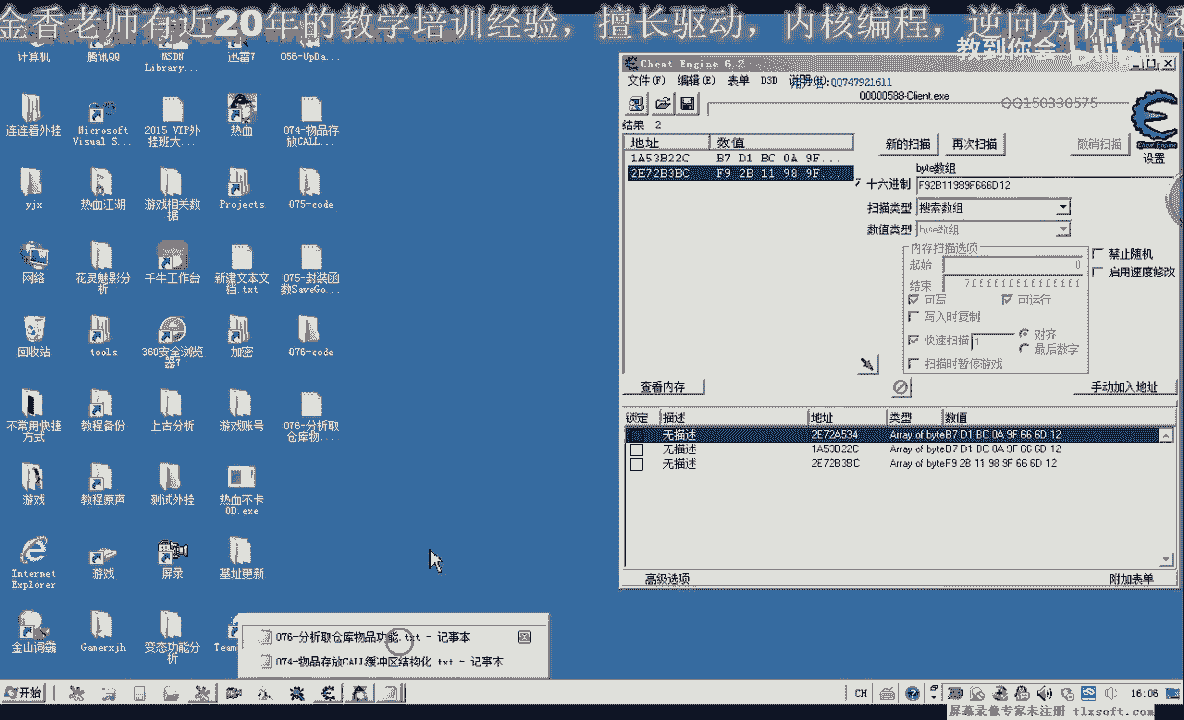 金香老师有近20年的教学培训经验，擅长驱动，内核编程，逆向分析,熟悉
教到你会
计算机
腾讯QQ
MSDN Library...
迅雷7
056-UpDa...
连连看外挂
Microsoft Visual S...
2015 VIP外挂班大...
热血
074-物品存放CALL...
yjx
热血江湖
游戏相关数据
Projects
075-code
网络
花灵魅影分析
千牛工作台
新建文本文档.txt
075-封装函数SaveGo...
回收站
tools
360安全浏览器7
加密
076-code
不常用快捷方式
教程备份
上古分析
游戏账号
076-分析取仓库物....
游戏
教程原声
测试外挂
热血不卡OD.exe
Internet Explorer
游戏
屏录
基址更新
金山词霸
Gamerxjh
变态功能分析
Team
Cheat Engine 6.2
文件(F) 编辑(E) 表单 D3D 说明(H)
QQ747921611
00000588-Client.exe
QQ150330575
结果 2
地址 数值
1A53B22C B7 D1 BC 0A 9F...
2E72B3BC F9 2B 11 98 9F...
新的扫描 再次扫描 撤销扫描
Cheat Engine
设置
byte数组
十六进制 F92B11989F666D12
扫描类型 搜索数组
数值类型 byte数组
内存扫描选项
起始 0
结束 7fffffffffffffff
可写 可运行
写入时复制
快速扫描 1 对齐
最后数字
扫描时暂停游戏
禁止随机
启用速度修改
查看内存
手动加入地址
锁定 描述 地址 类型 数值
无描述 2E72A534 Array of byte B7 D1 BC 0A 9F 66 6D 12
无描述 1A53B22C Array of byte B7 D1 BC 0A 9F 66 6D 12
无描述 2E72B3BC Array of byte F9 2B 11 98 9F 66 6D 12
高级选项 附加表单
076-分析取仓库物品功能.txt - 记事本
074-物品存放CALL缓冲区结构化 txt - 记事本
开始
CH
16:06
屏幕录像专家未注册 tlxsoft.com